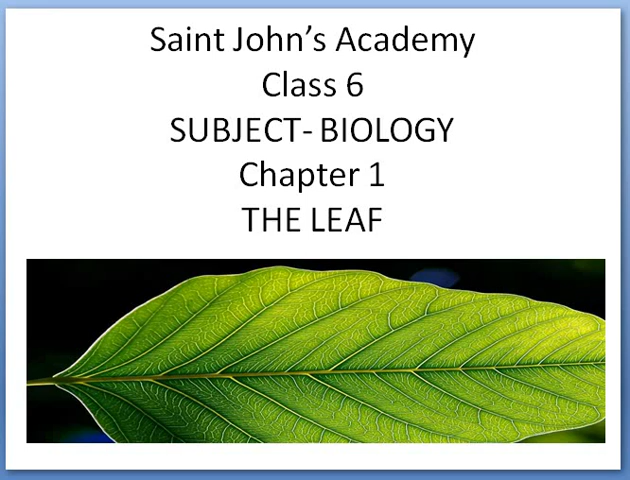 Saint John’s Academy
Class 6
SUBJECT- BIOLOGY
Chapter 1
THE LEAF